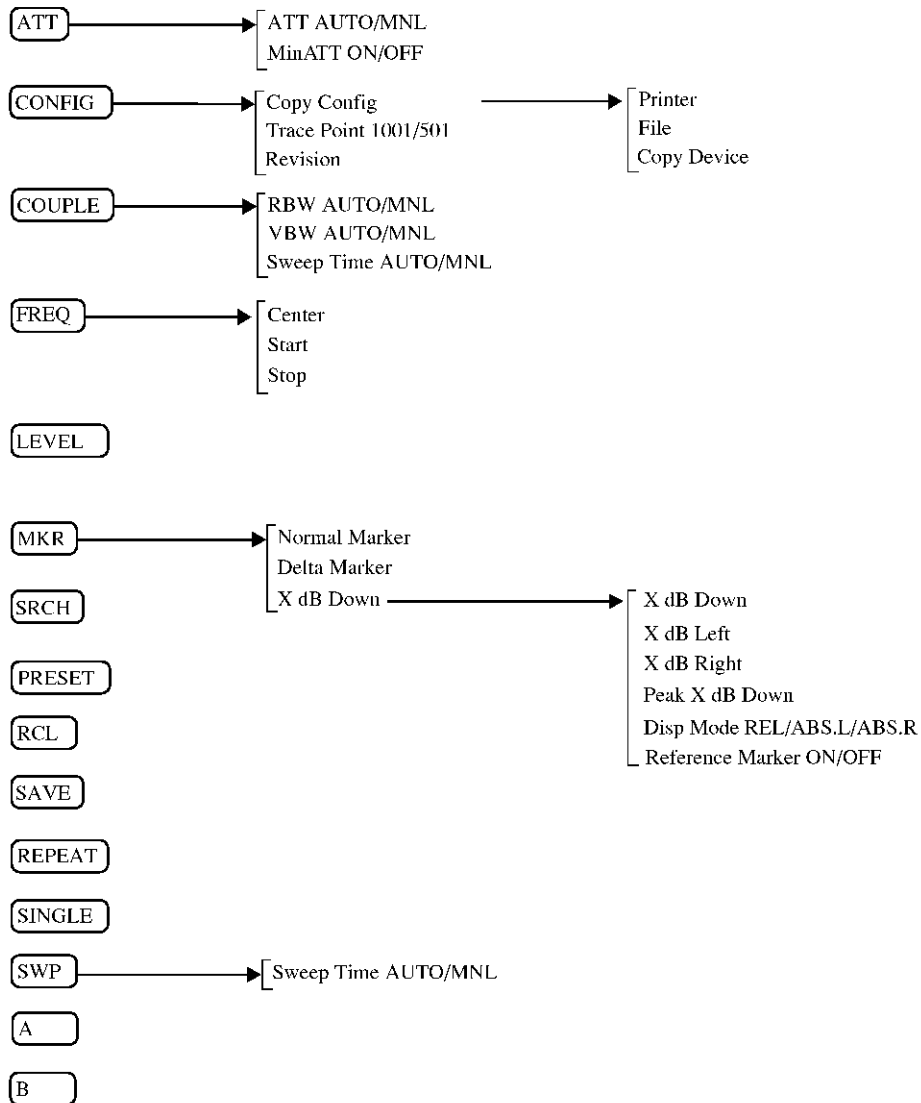 ATT
ATT AUTO/MNL
MinATT ON/OFF
CONFIG
Copy Config
Trace Point 1001/501
Revision
Printer
File
Copy Device
COUPLE
RBW AUTO/MNL
VBW AUTO/MNL
Sweep Time AUTO/MNL
FREQ
Center
Start
Stop
LEVEL
MKR
Normal Marker
Delta Marker
X dB Down
X dB Down
X dB Left
X dB Right
Peak X dB Down
Disp Mode REL/ABS.L/ABS.R
Reference Marker ON/OFF
SRCH
PRESET
RCL
SAVE
REPEAT
SINGLE
SWP
Sweep Time AUTO/MNL
A
B